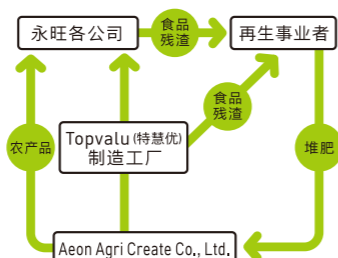 永旺各公司
食品
残渣
再生事业者
食品
残渣
Topvalu(特慧优)
制造工厂
农产品
堆肥
Aeon Agri Create Co., Ltd.